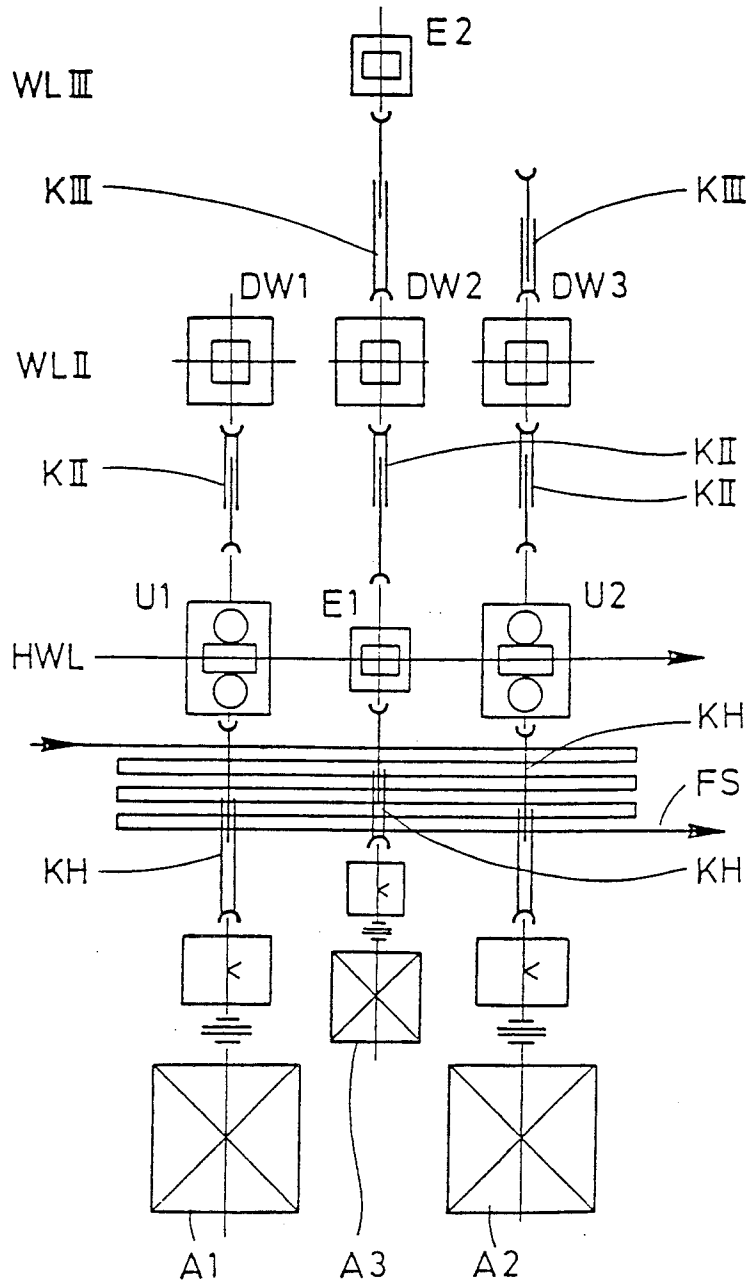 E2
WL III
K III
K III
DW1
DW2
DW3
WL II
K II
K II
K II
U1
E1
U2
HWL
KH
FS
KH
KH
A1
A3
A2